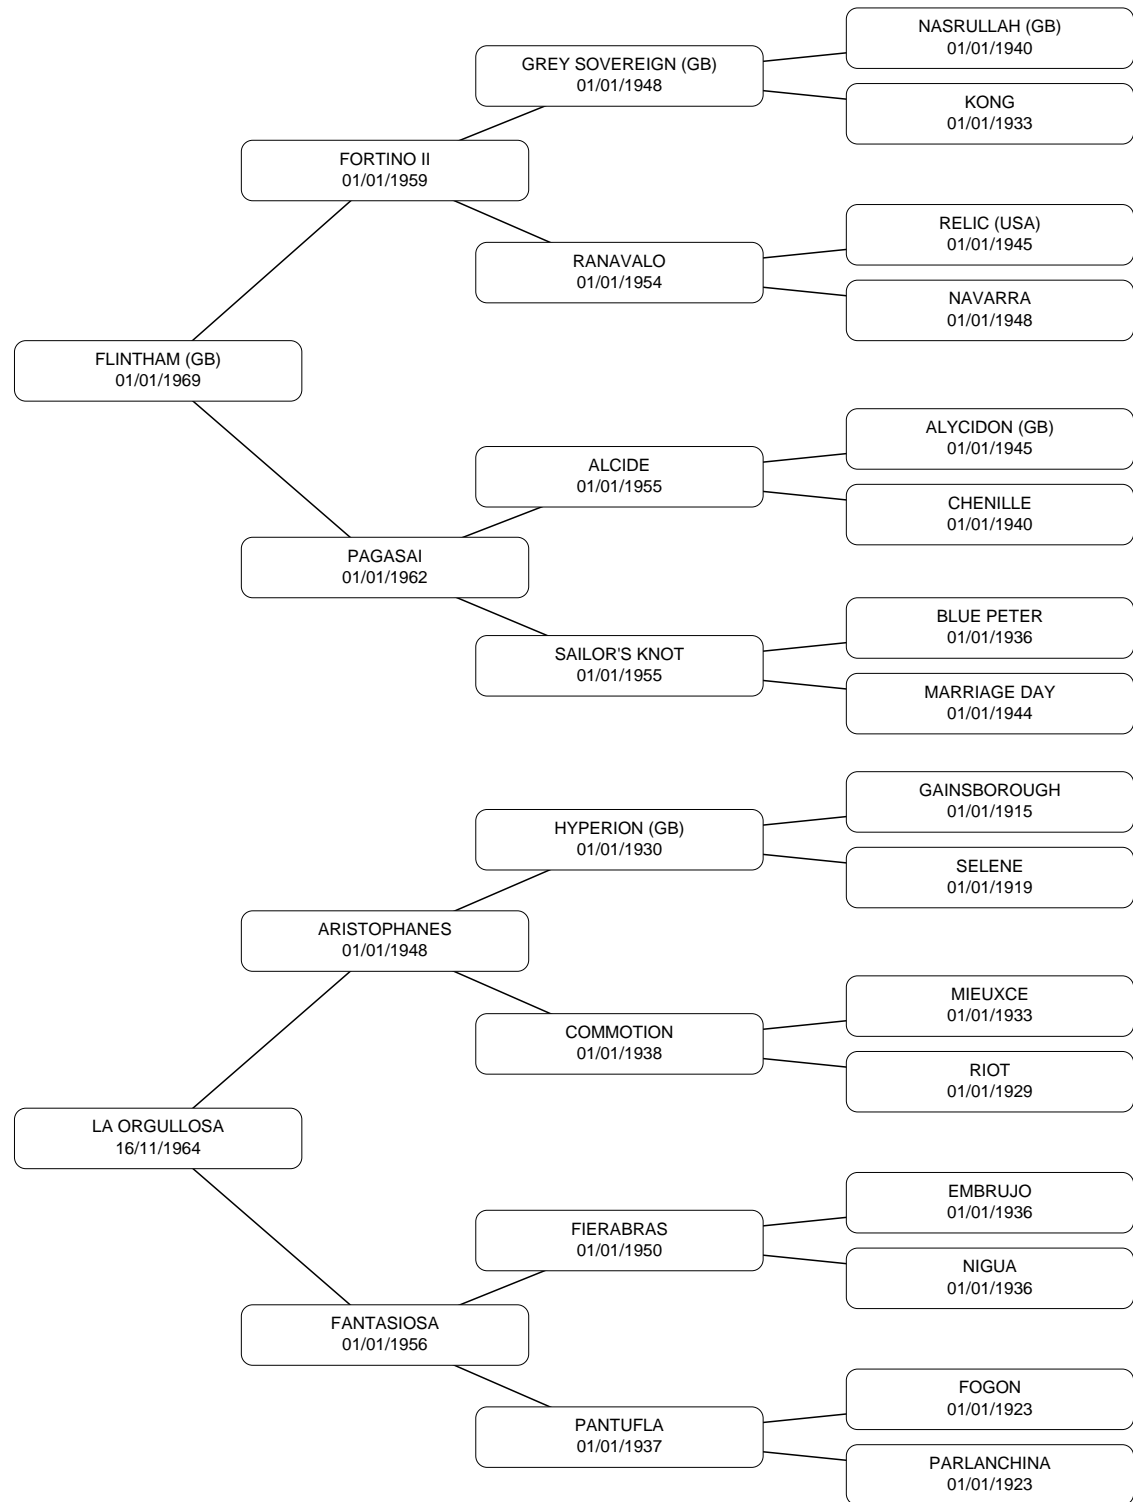 NASRULLAH (GB)
01/01/1940
GREY SOVEREIGN (GB)
01/01/1948
KONG
01/01/1933
FORTINO II
01/01/1959
RELIC (USA)
01/01/1945
RANAVALO
01/01/1954
NAVARRA
01/01/1948
FLINTHAM (GB)
01/01/1969
ALYCIDON (GB)
01/01/1945
ALCIDE
01/01/1955
CHENILLE
01/01/1940
PAGASAI
01/01/1962
BLUE PETER
01/01/1936
SAILOR'S KNOT
01/01/1955
MARRIAGE DAY
01/01/1944
GAINSBOROUGH
01/01/1915
HYPERION (GB)
01/01/1930
SELENE
01/01/1919
ARISTOPHANES
01/01/1948
MIEUXCE
01/01/1933
COMMOTION
01/01/1938
RIOT
01/01/1929
LA ORGULLOSA
16/11/1964
EMBRUJO
01/01/1936
FIERABRAS
01/01/1950
NIGUA
01/01/1936
FANTASIOSA
01/01/1956
FOGON
01/01/1923
PANTUFLA
01/01/1937
PARLANCHINA
01/01/1923